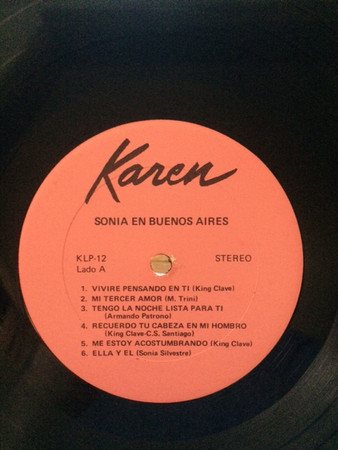 Karen
SONIA EN BUENOS AIRES
KLP-12 STEREO
Lado A
1. VIVIRE PENSANDO EN TI (King Clave)
2. MI TERCER AMOR (M. Trini)
3. TENGO LA NOCHE LISTA PARA TI
(Armando Patrono)
4. RECUERDO TU CABEZA EN MI HOMBRO
(King Clave-C.S. Santiago)
5. ME ESTOY ACOSTUMBRANDO (King Clave)
6. ELLA Y EL (Sonia Silvestre)